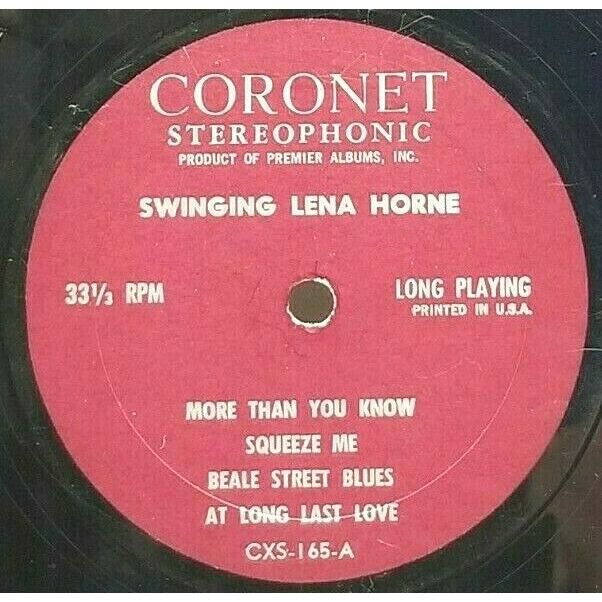 CORONET
STEREOPHONIC
PRODUCT OF PREMIER ALBUMS, INC.
SWINGING LENA HORNE
33⅓ RPM
LONG PLAYING
PRINTED IN U.S.A.
MORE THAN YOU KNOW
SQUEEZE ME
BEALE STREET BLUES
AT LONG LAST LOVE
CXS-165-A